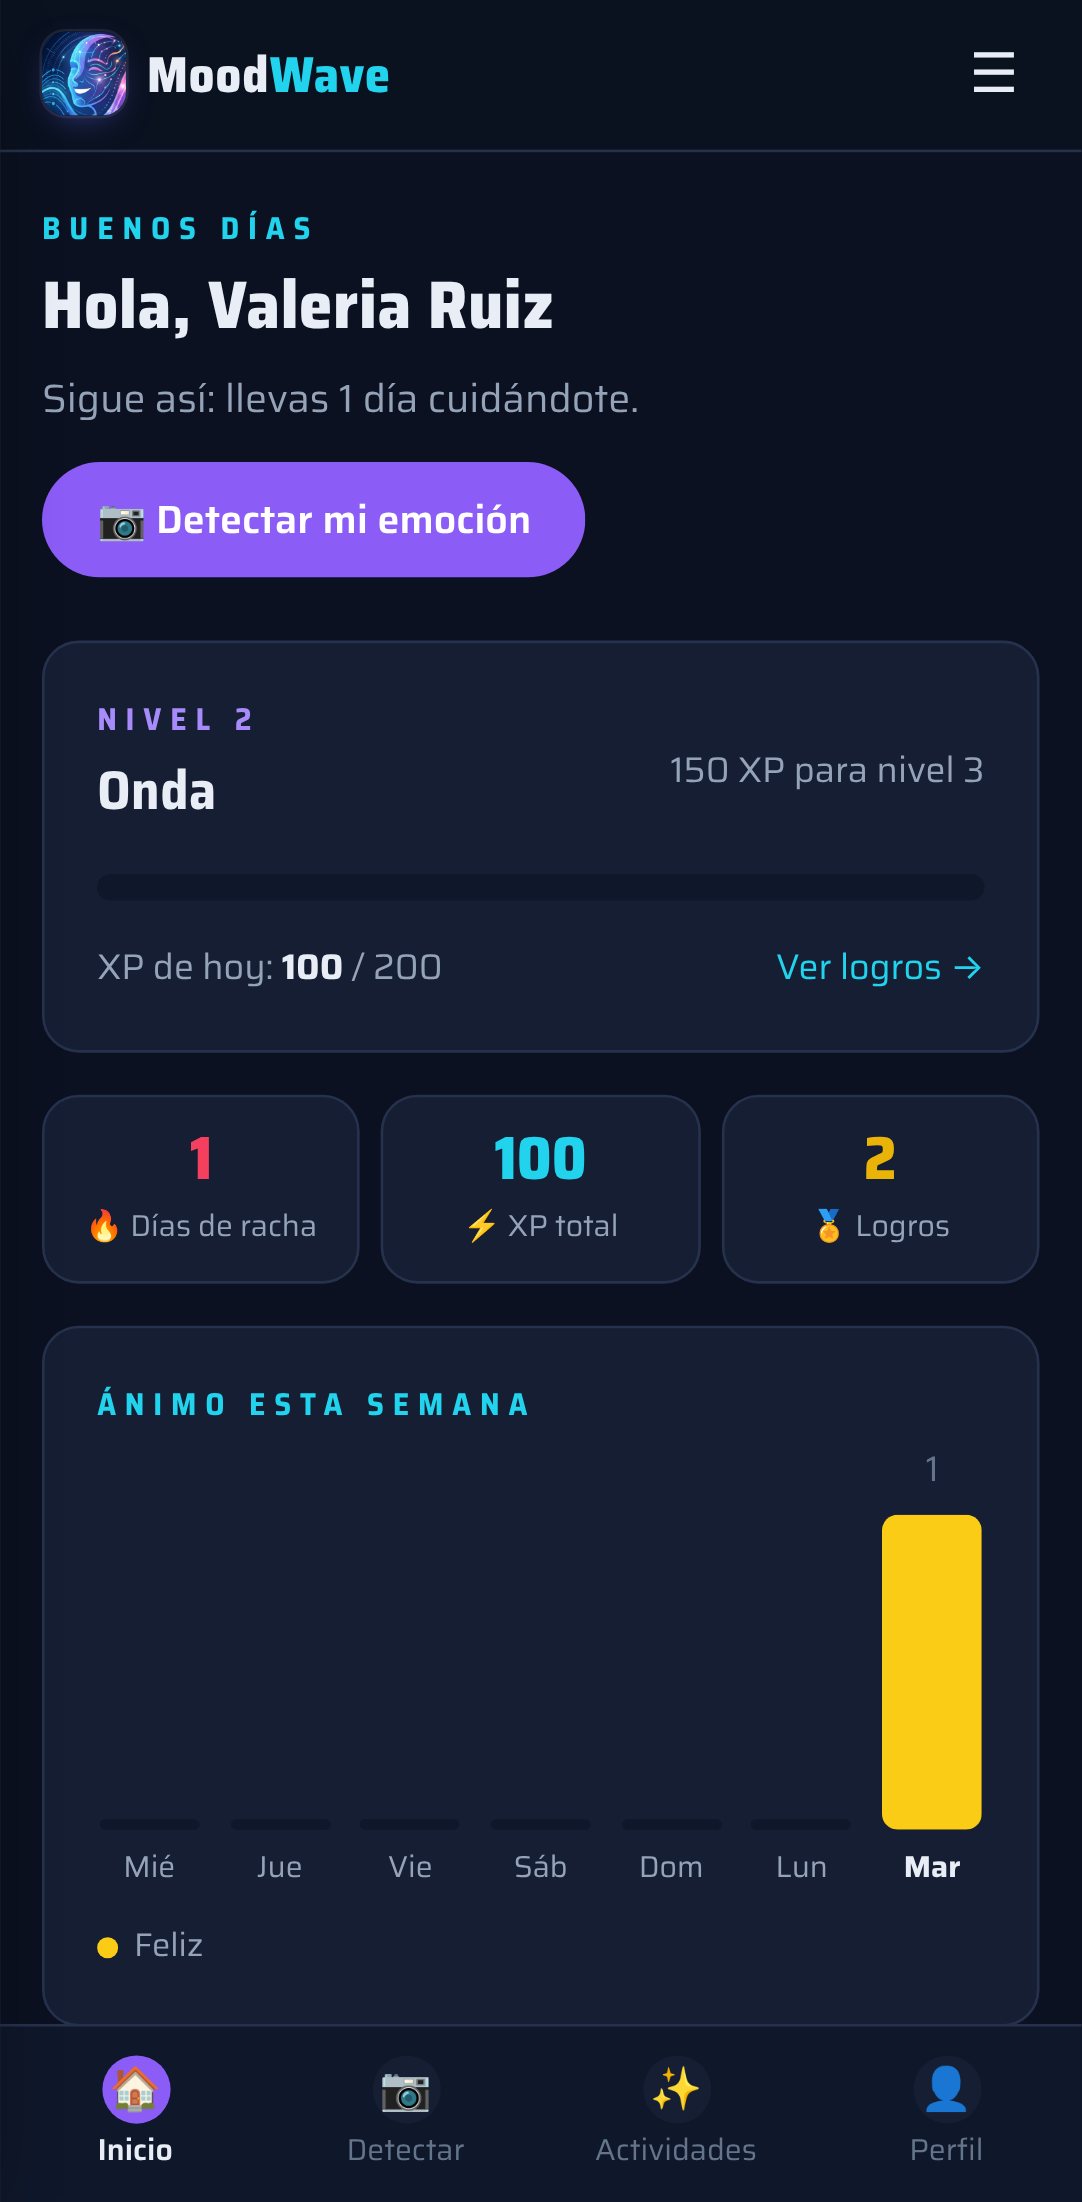 MoodWave
BUENOS DÍAS
Hola, Valeria Ruiz
Sigue así: llevas 1 día cuidándote.
📷 Detectar mi emoción
NIVEL 2
Onda
150 XP para nivel 3
XP de hoy: 100 / 200
Ver logros →
1
🔥 Días de racha
100
⚡ XP total
2
🏅 Logros
ÁNIMO ESTA SEMANA
1
Mié Jue Vie Sáb Dom Lun Mar
Feliz
Inicio Detectar Actividades Perfil